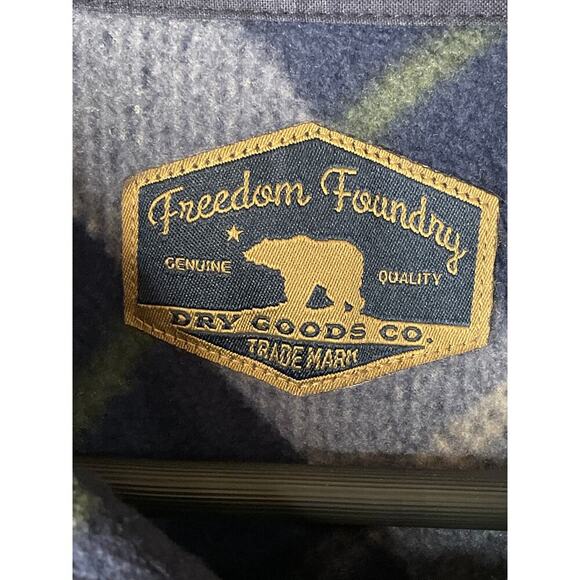 Freedom Foundry
GENUINE QUALITY
DRY GOODS CO.
TRADE MARK